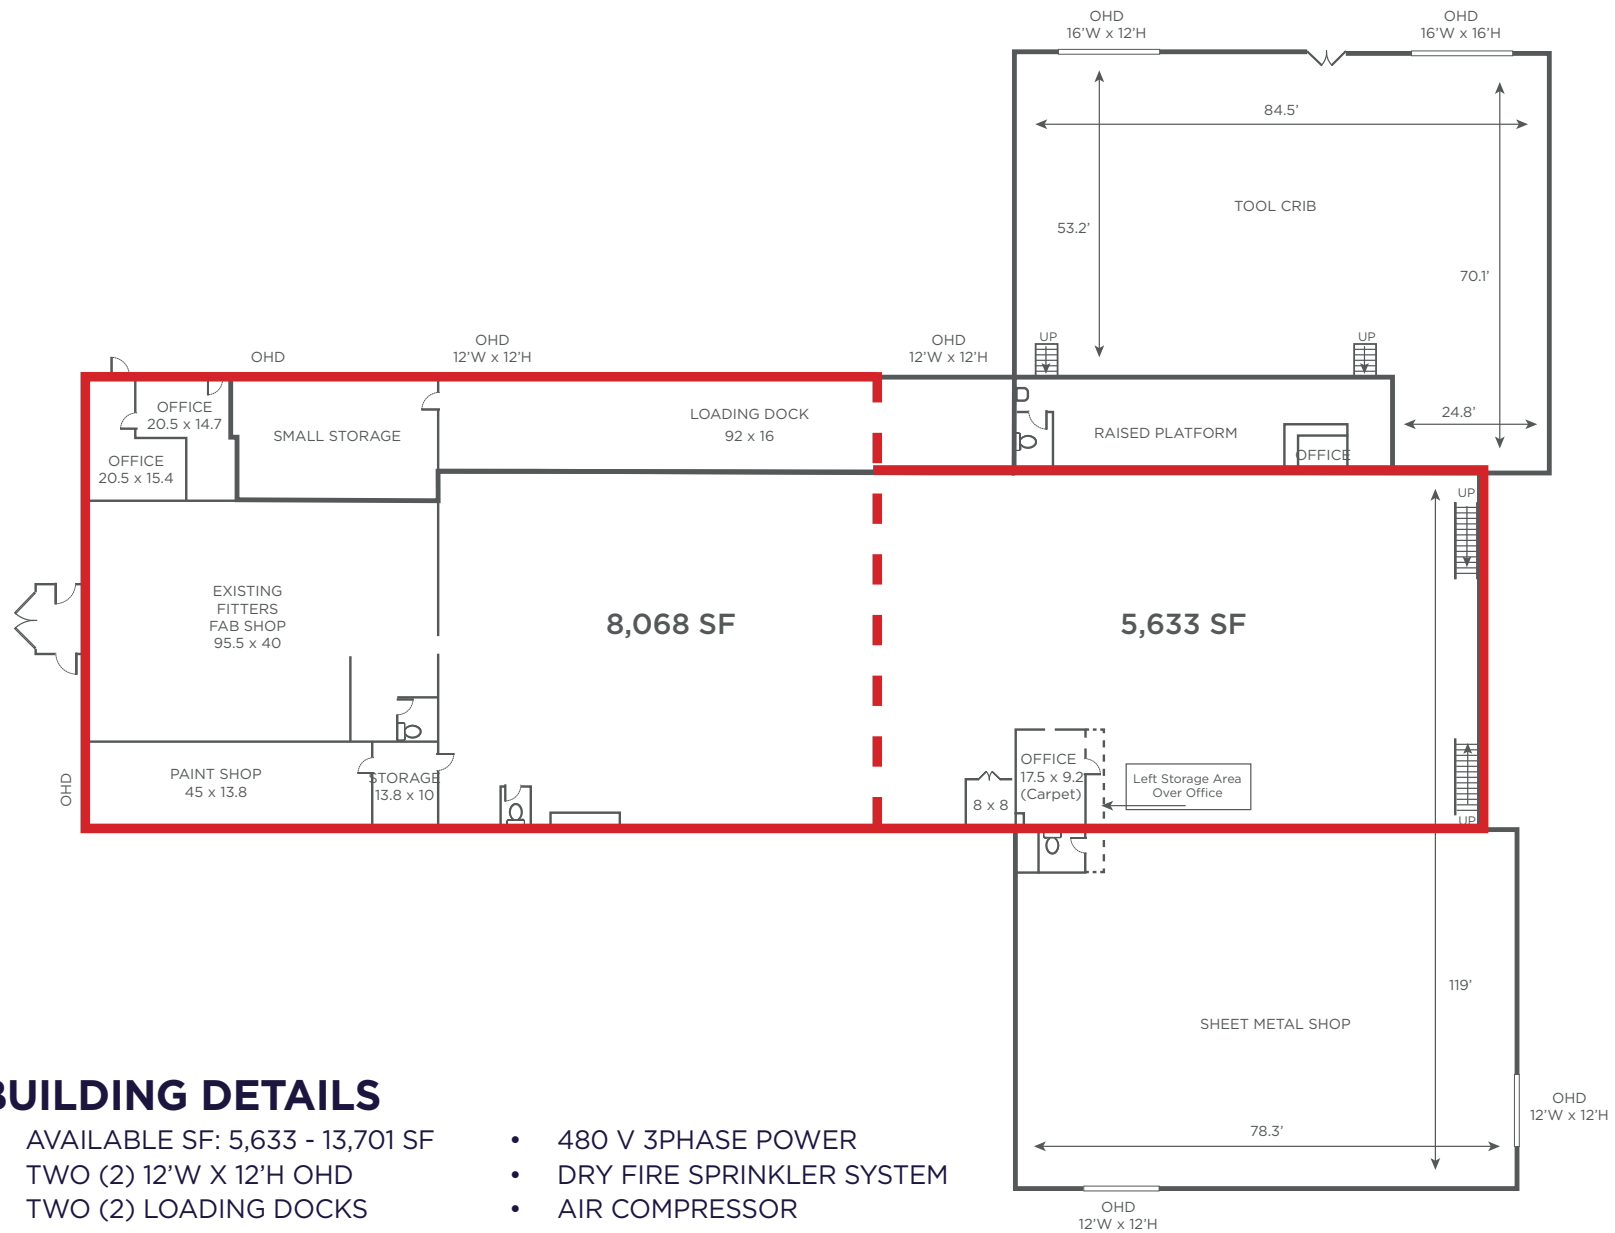 OHD
16'W x 12'H
OHD
16'W x 16'H
84.5'
TOOL CRIB
53.2'
70.1'
UP
UP
OHD
OHD
12'W x 12'H
OHD
12'W x 12'H
OFFICE
20.5 x 14.7
OFFICE
20.5 x 15.4
SMALL STORAGE
LOADING DOCK
92 x 16
RAISED PLATFORM
OFFICE
24.8'
UP
EXISTING
FITTERS
FAB SHOP
95.5 x 40
8,068 SF
5,633 SF
OHD
PAINT SHOP
45 x 13.8
STORAGE
13.8 x 10
8 x 8
OFFICE
17.5 x 9.2
(Carpet)
Left Storage Area
Over Office
UP
119'
SHEET METAL SHOP
78.3'
OHD
12'W x 12'H
OHD
12'W x 12'H
BUILDING DETAILS
AVAILABLE SF: 5,633 - 13,701 SF
TWO (2) 12'W X 12'H OHD
TWO (2) LOADING DOCKS
• 480 V 3PHASE POWER
• DRY FIRE SPRINKLER SYSTEM
• AIR COMPRESSOR